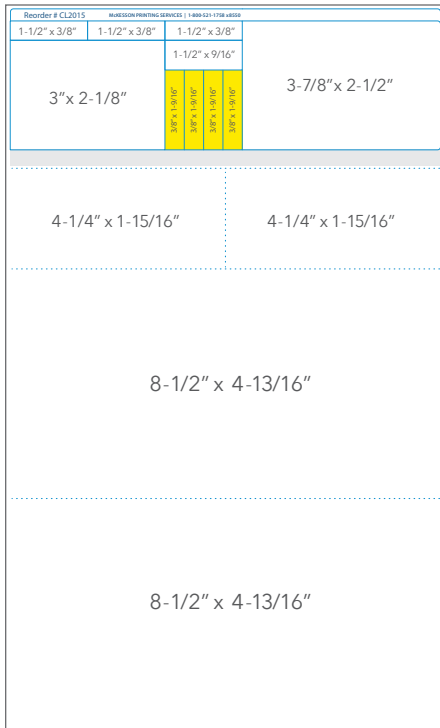 Reorder # CL2015 McKESSON PRINTING SERVICES | 1-800-521-1758 x8550
1-1/2” x 3/8” 1-1/2” x 3/8” 1-1/2” x 3/8”
1-1/2” x 9/16”
3”x 2-1/8”
3/8” x 1-9/16”
3/8” x 1-9/16”
3/8” x 1-9/16”
3/8” x 1-9/16”
3-7/8”x 2-1/2”
4-1/4” x 1-15/16” 4-1/4” x 1-15/16”
8-1/2” x 4-13/16”
8-1/2” x 4-13/16”